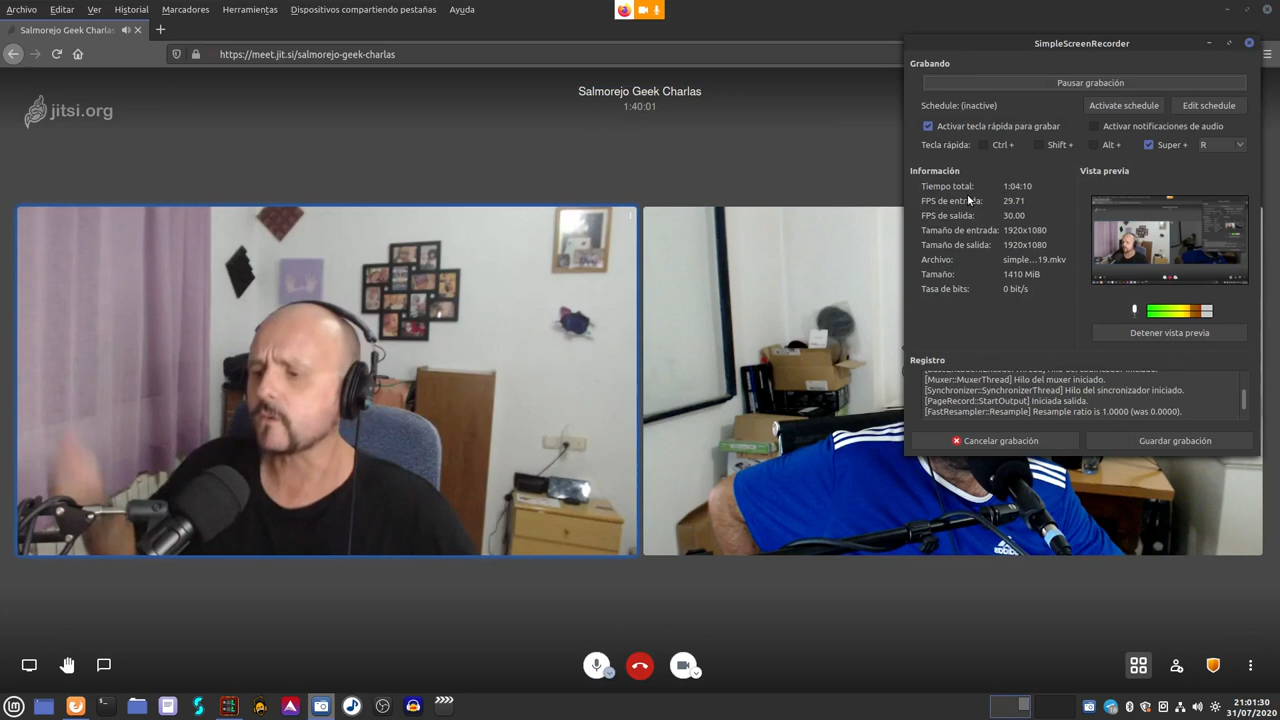 Archivo Editar Ver Historial Marcadores Herramientas Dispositivos compartiendo pestañas Ayuda
Salmorejo Geek Charlas
https://meet.jit.si/salmorejo-geek-charlas
jitsi.org
Salmorejo Geek Charlas
1:40:01
SimpleScreenRecorder
Grabando
Pausar grabación
Schedule: (inactive) Activate schedule Edit schedule
Activar tecla rápida para grabar Activar notificaciones de audio
Tecla rápida: Ctrl + Shift + Alt + Super + R
Información Vista previa
Tiempo total: 1:04:10
FPS de entrada: 29.71
FPS de salida: 30.00
Tamaño de entrada: 1920x1080
Tamaño de salida: 1920x1080
Archivo: simple...19.mkv
Tamaño: 1410 MiB
Tasa de bits: 0 bit/s
Detener vista previa
Registro
[Muxer::MuxerThread] Hilo del muxer iniciado.
[Synchronizer::SynchronizerThread] Hilo del sincronizador iniciado.
[PageRecord::StartOutput] Iniciada salida.
[FastResampler::Resample] Resample ratio is 1.0000 (was 0.0000).
Cancelar grabación Guardar grabación
adidas
21:01:30
31/07/2020